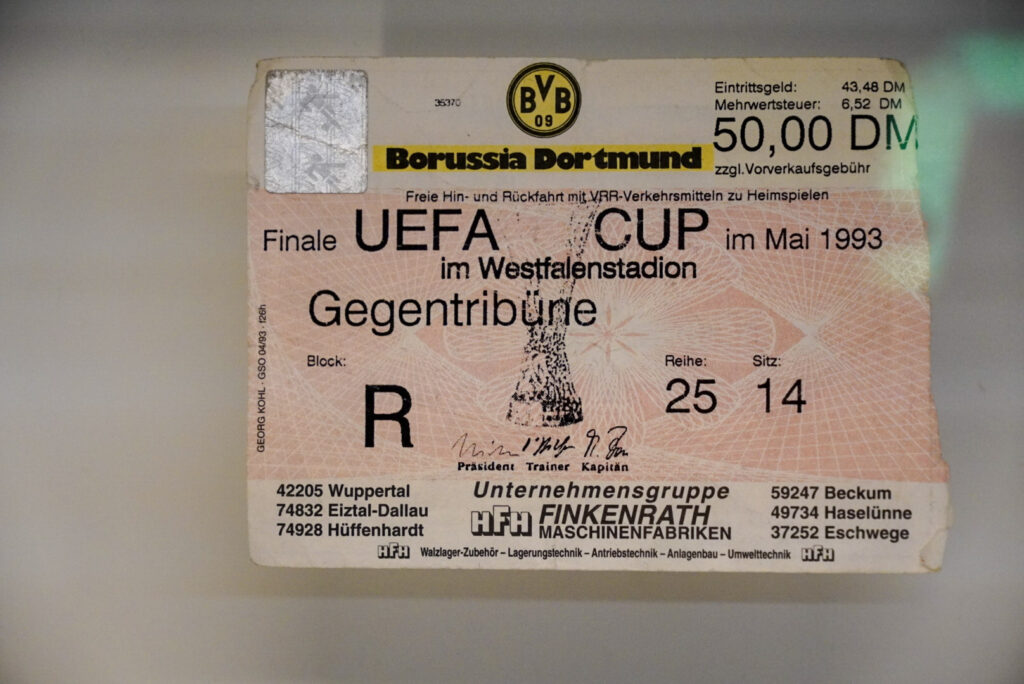 35370
BVB
09
Borussia Dortmund
Eintrittsgeld: 43,48 DM
Mehrwertsteuer: 6,52 DM
50,00 DM
zzgl.Vorverkaufsgebühr
Freie Hin- und Rückfahrt mit VRR-Verkehrsmitteln zu Heimspielen
Finale UEFA CUP im Mai 1993
im Westfalenstadion
Gegentribüne
Block: Reihe: Sitz:
R 25 14
GEORG KOHL · GSO 04/93 · f26h
Präsident Trainer Kapitän
42205 Wuppertal
74832 Eiztal-Dallau
74928 Hüffenhardt
Unternehmensgruppe
HFH FINKENRATH
MASCHINENFABRIKEN
59247 Beckum
49734 Haselünne
37252 Eschwege
HFH Walzlager-Zubehör – Lagerungstechnik – Antriebstechnik – Anlagenbau – Umwelttechnik HFH